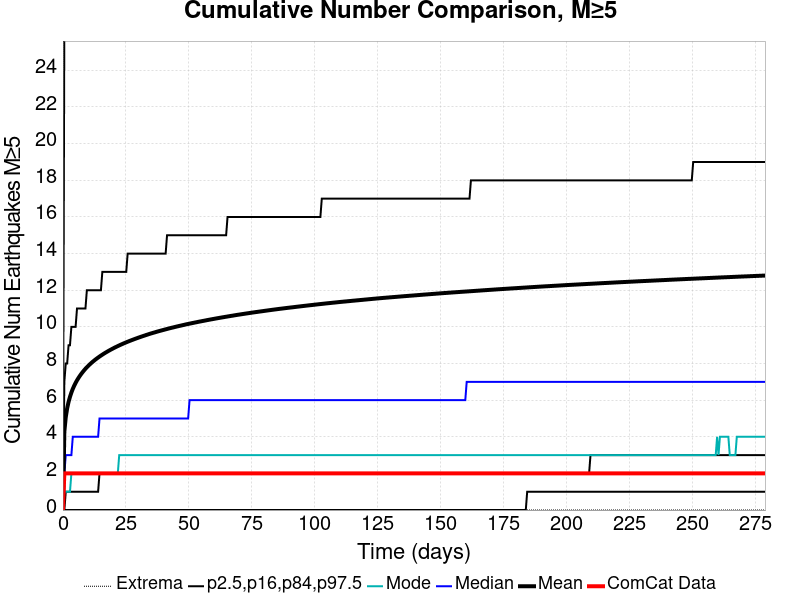 Cumulative Number Comparison, M≥5
Cumulative Num Earthquakes M≥5
24
22
20
18
16
14
12
10
8
6
4
2
0
0 25 50 75 100 125 150 175 200 225 250 275
Time (days)
Extrema p2.5,p16,p84,p97.5 Mode Median Mean ComCat Data